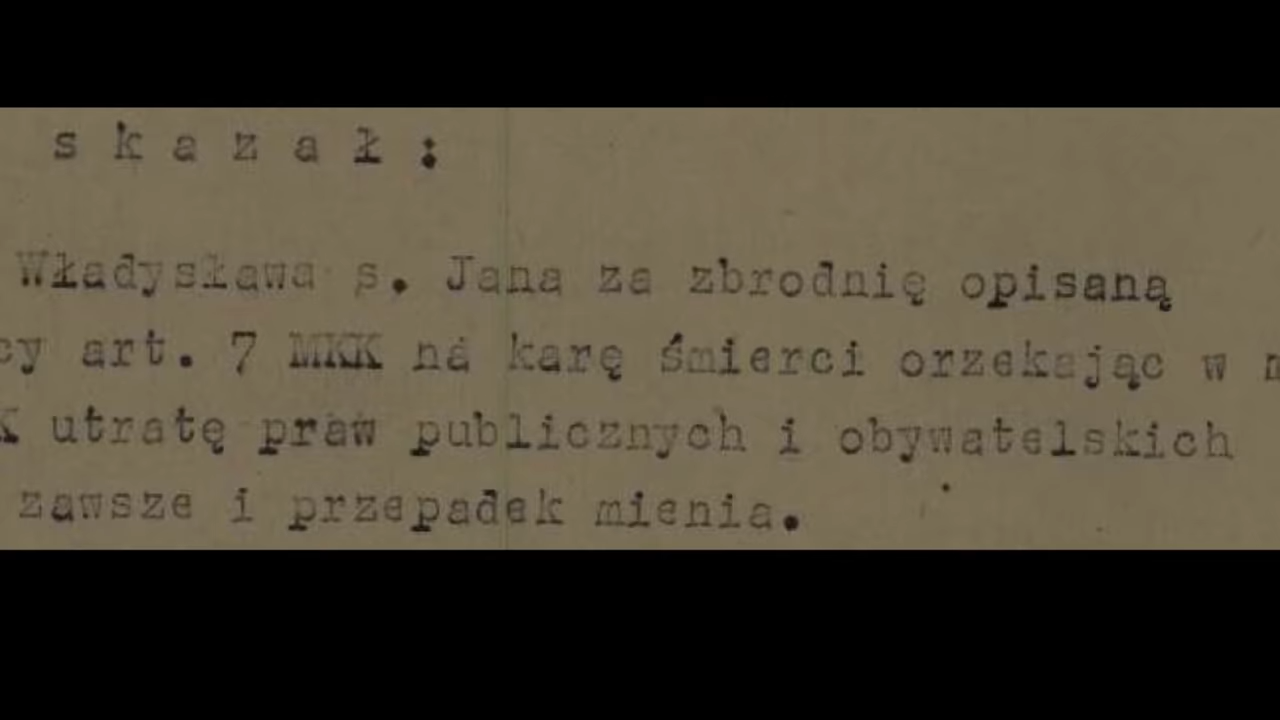 s k a z a ł :
Władysława s. Jana za zbrodnię opisaną
cy art. 7 MKK na karę śmierci orzekając w
K utratę praw publicznych i obywatelskich
zawsze i przepadek mienia.